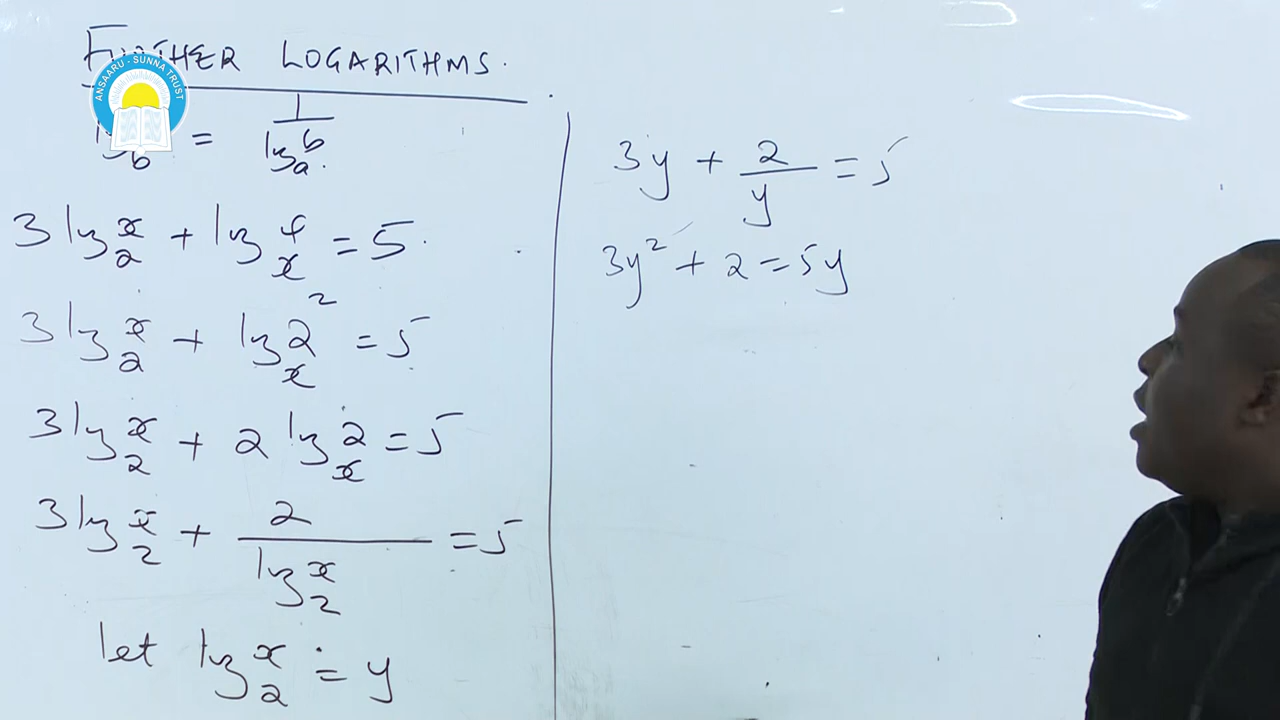 FURTHER LOGARITHMS.
ANSAARU - SUNNA TRUST
b = 1 / log_a b.
3 log_2 x + log_x 4 = 5.
3 log_2 x + log_x 2² = 5
3 log_2 x + 2 log_x 2 = 5
3 log_2 x + 2 / log_2 x = 5
let log_2 x = y
3y + 2 / y = 5
3y² + 2 = 5y